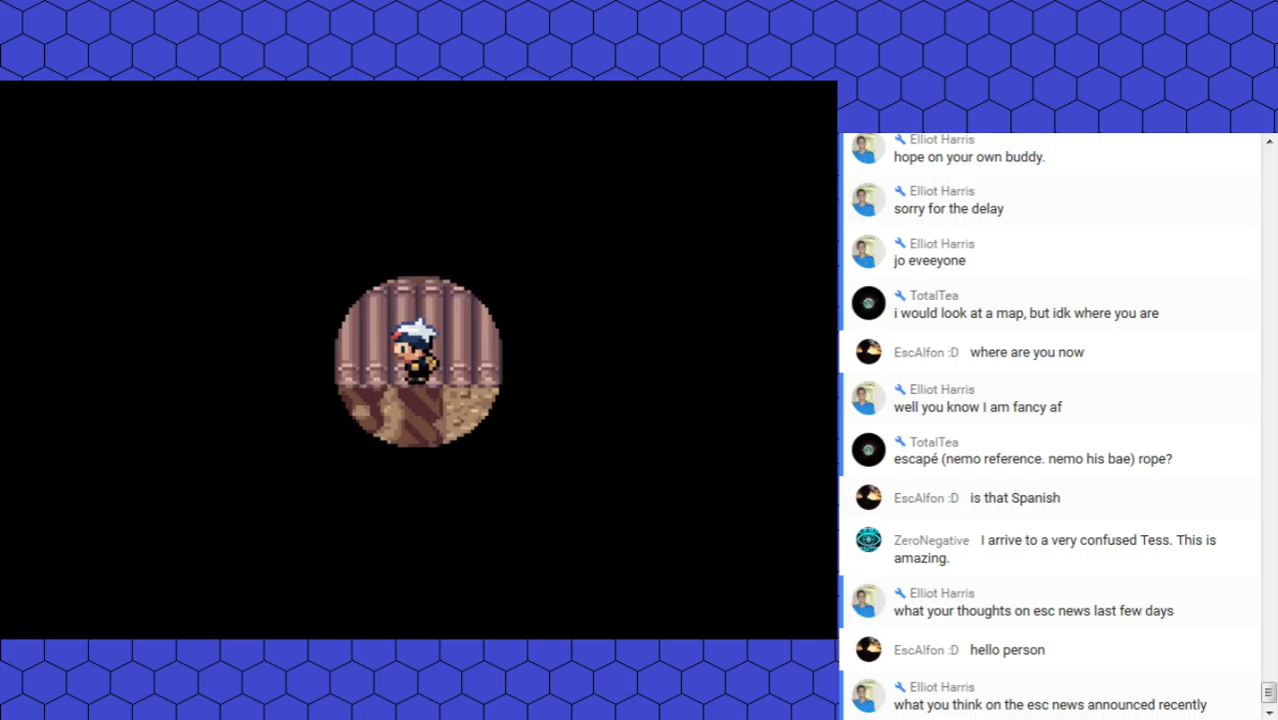 Elliot Harris
hope on your own buddy.
Elliot Harris
sorry for the delay
Elliot Harris
jo eveeyone
TotalTea
i would look at a map, but idk where you are
EscAlfon :D where are you now
Elliot Harris
well you know I am fancy af
TotalTea
escapé (nemo reference. nemo his bae) rope?
EscAlfon :D is that Spanish
ZeroNegative I arrive to a very confused Tess. This is
amazing.
Elliot Harris
what your thoughts on esc news last few days
EscAlfon :D hello person
Elliot Harris
what you think on the esc news announced recently